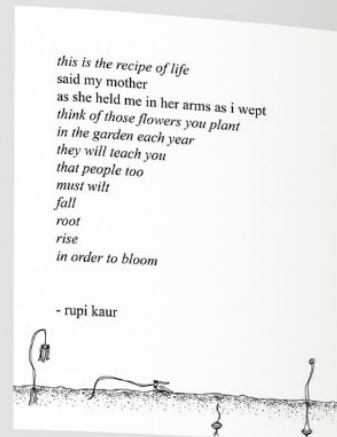 this is the recipe of life
said my mother
as she held me in her arms as i wept
think of those flowers you plant
in the garden each year
they will teach you
that people too
must wilt
fall
root
rise
in order to bloom
- rupi kaur